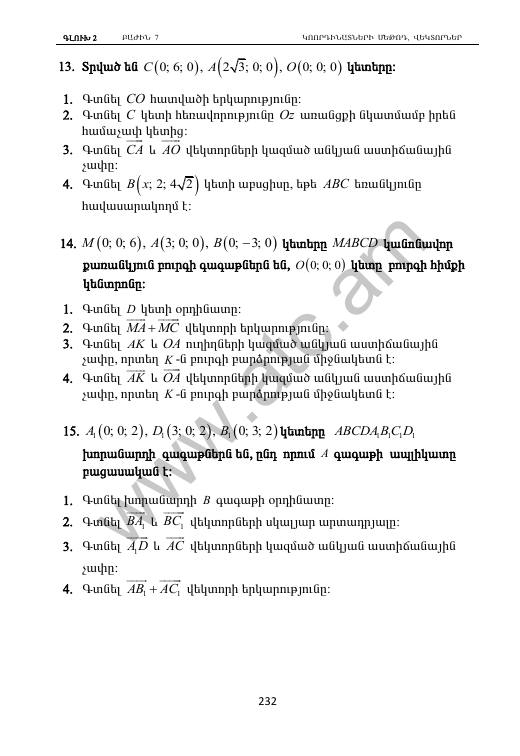 ԳԼՈՒԽ 2 ԲԱԺԻՆ 7 ԿՈՈՐԴԻՆԱՏՆԵՐԻ ՄԵԹՈԴ, ՎԵԿՏՈՐՆԵՐ
13. Տրված են C(0; 6; 0), A(2√3; 0; 0), O(0; 0; 0) կետերը:
1. Գտնել CO հատվածի երկարությունը:
2. Գտնել C կետի հեռավորությունը Oz առանցքի նկատմամբ իրեն
համաչափ կետից:
3. Գտնել CA և AO վեկտորների կազմած անկյան աստիճանային
չափը:
4. Գտնել B(x; 2; 4√2) կետի աբսցիսը, եթե ABC եռանկյունը
հավասարակողմ է:
14. M(0; 0; 6), A(3; 0; 0), B(0; −3; 0) կետերը MABCD կանոնավոր
քառանկյուն բուրգի գագաթներն են, O(0; 0; 0) կետը բուրգի հիմքի
կենտրոնը:
1. Գտնել D կետի օրդինատը:
2. Գտնել MA + MC վեկտորի երկարությունը:
3. Գտնել AK և OA ուղիղների կազմած անկյան աստիճանային
չափը, որտեղ K -ն բուրգի բարձրության միջնակետն է:
4. Գտնել AK և OA վեկտորների կազմած անկյան աստիճանային
չափը, որտեղ K -ն բուրգի բարձրության միջնակետն է:
15. A₁(0; 0; 2), D₁(3; 0; 2), B₁(0; 3; 2) կետերը ABCDA₁B₁C₁D₁
խորանարդի գագաթներն են, ընդ որում A գագաթի ապլիկատը
բացասական է:
1. Գտնել խորանարդի B գագաթի օրդինատը:
2. Գտնել BA₁ և BC₁ վեկտորների սկալյար արտադրյալը:
3. Գտնել A₁D և AC վեկտորների կազմած անկյան աստիճանային
չափը:
4. Գտնել AB₁ + AC₁ վեկտորի երկարությունը:
www.atc.am
232